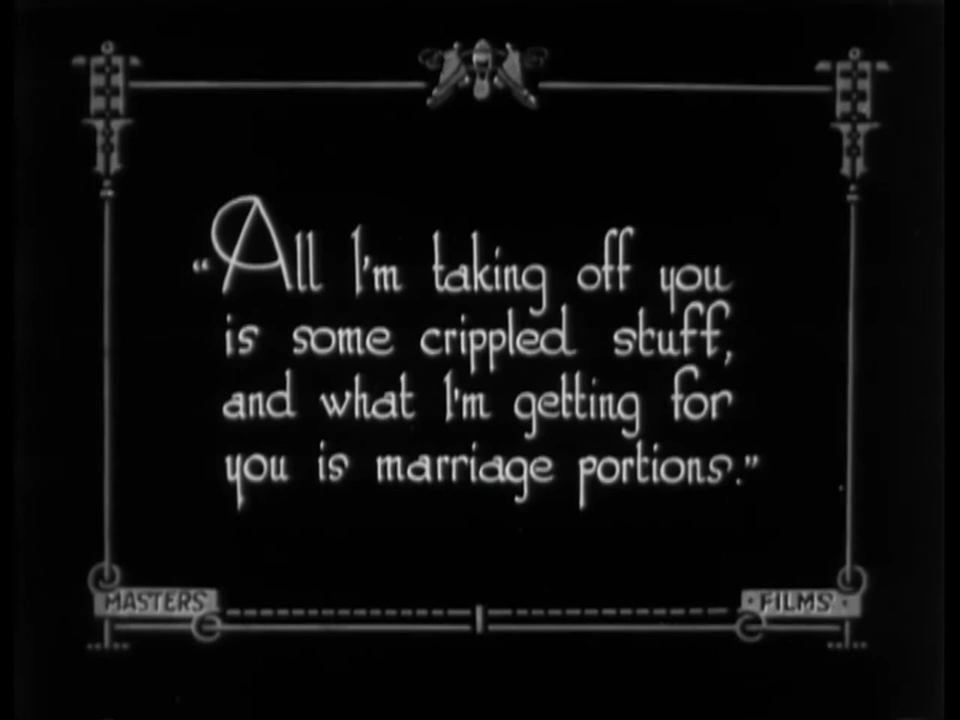 “All I'm taking off you
is some crippled stuff,
and what I'm getting for
you is marriage portions.”
MASTERS FILMS